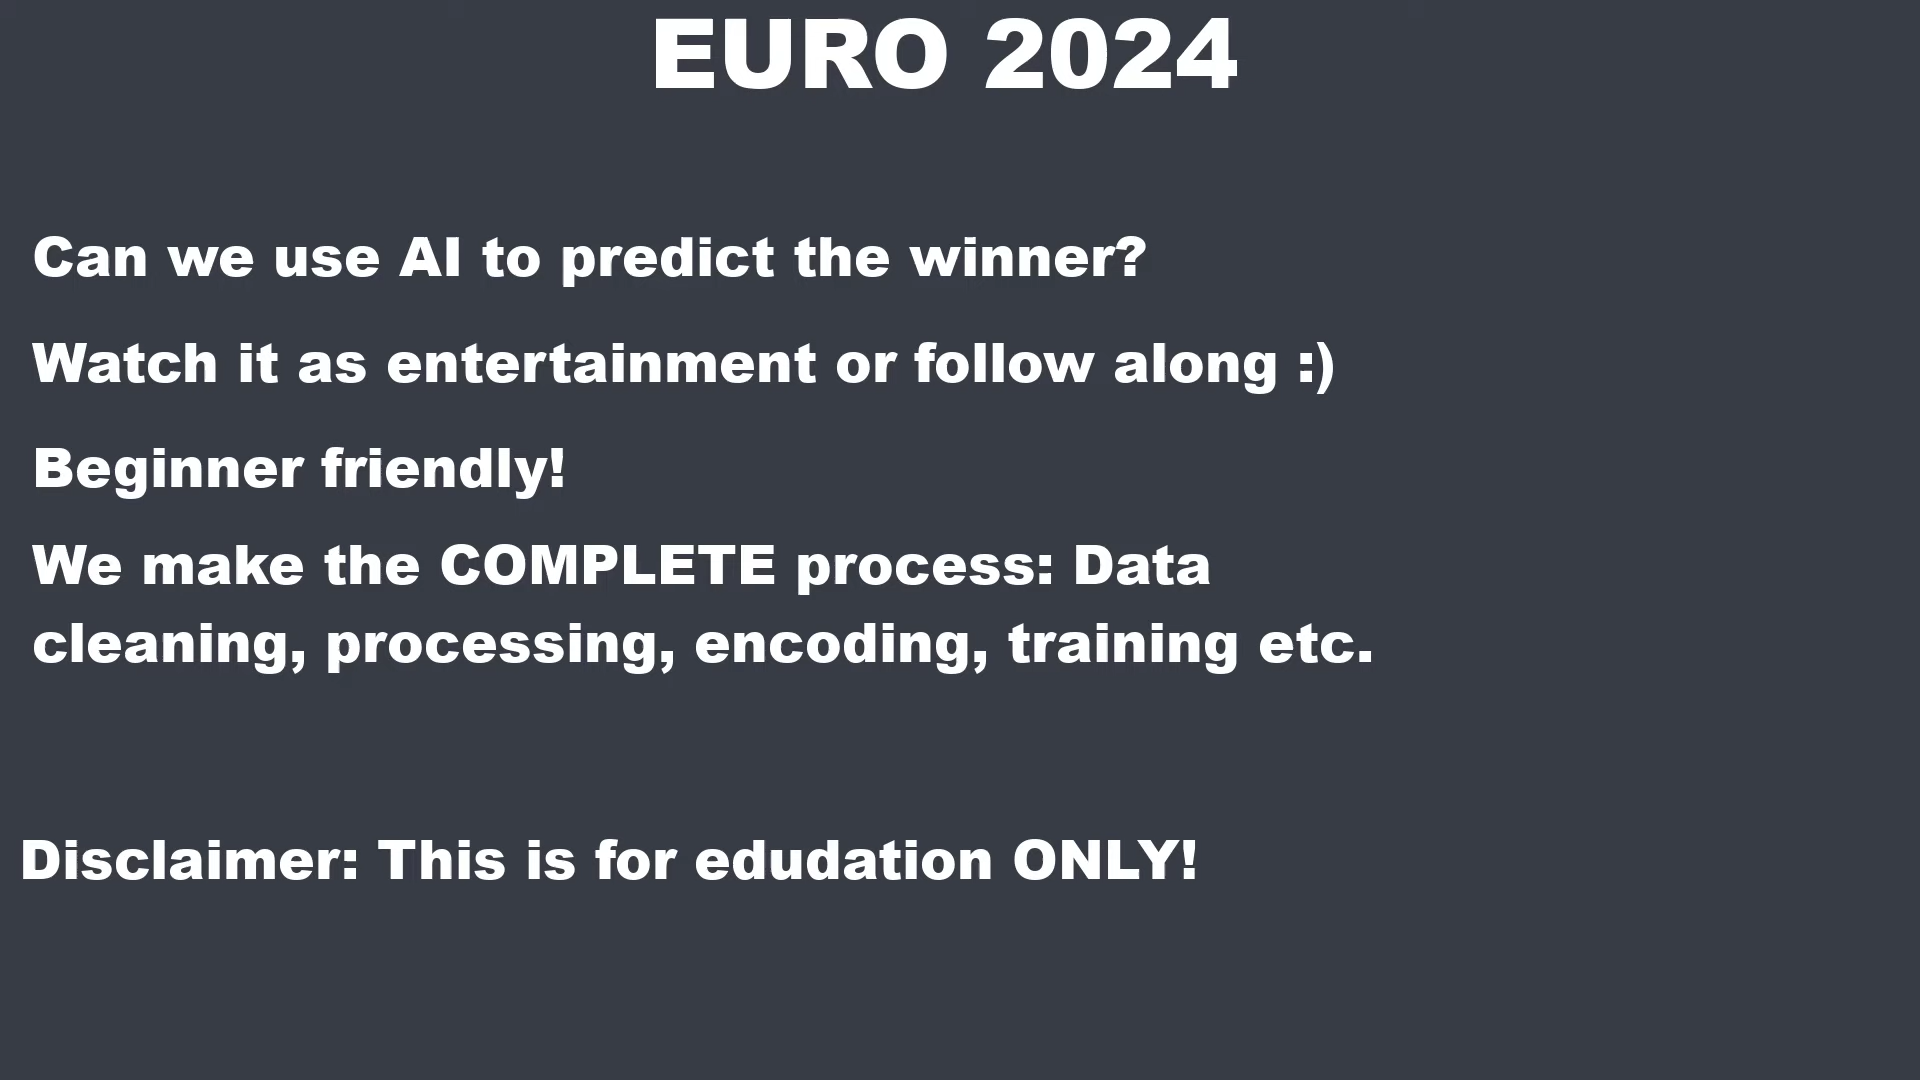 EURO 2024
Can we use AI to predict the winner?
Watch it as entertainment or follow along :)
Beginner friendly!
We make the COMPLETE process: Data
cleaning, processing, encoding, training etc.
Disclaimer: This is for edudation ONLY!